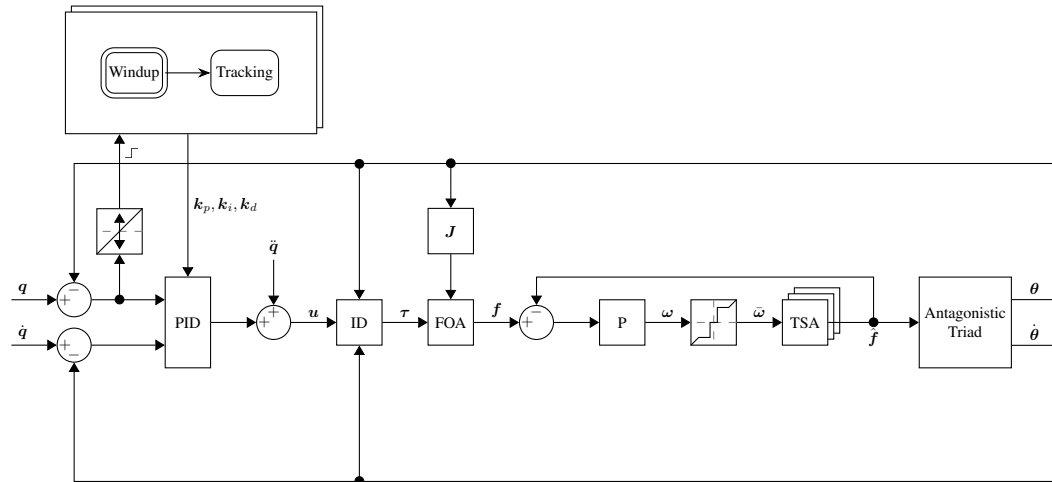 Windup
Tracking
k_p, k_i, k_d
q̈
J
q
+
−
PID
+
+
u
ID
τ
FOA
f
+
−
P
ω
ω̄
TSA
f̂
Antagonistic
Triad
θ
q̇
+
−
θ̇